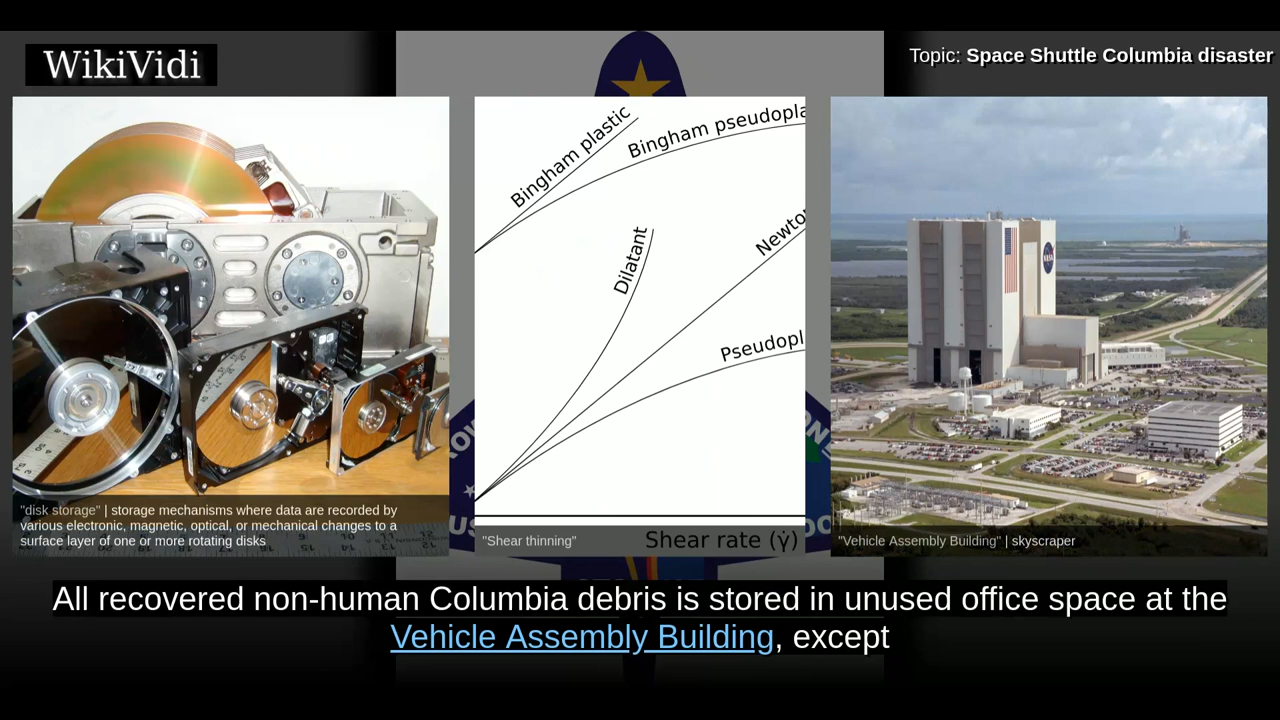 WikiVidi
Topic: Space Shuttle Columbia disaster
Bingham plastic
Bingham pseudopla
Dilatant
Newto
Pseudopl
Shear rate (γ̇)
"disk storage" | storage mechanisms where data are recorded by
various electronic, magnetic, optical, or mechanical changes to a
surface layer of one or more rotating disks
"Shear thinning"
"Vehicle Assembly Building" | skyscraper
NASA
All recovered non-human Columbia debris is stored in unused office space at the
Vehicle Assembly Building, except